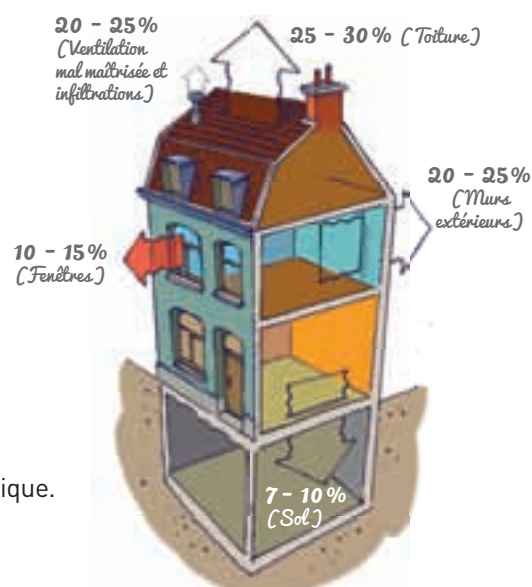 20 - 25%
(Ventilation
mal maîtrisée et
infiltrations)
25 - 30% (Toiture)
20 - 25%
(Murs
extérieurs)
10 - 15%
(Fenêtres)
7 - 10%
(Sol)
ique.